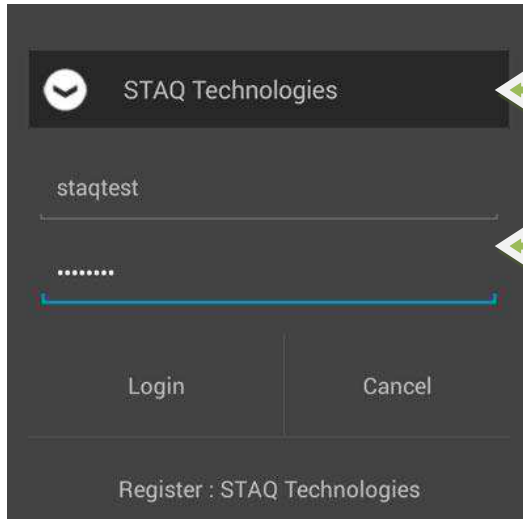 STAQ Technologies
staqtest
••••••••
Login
Cancel
Register : STAQ Technologies